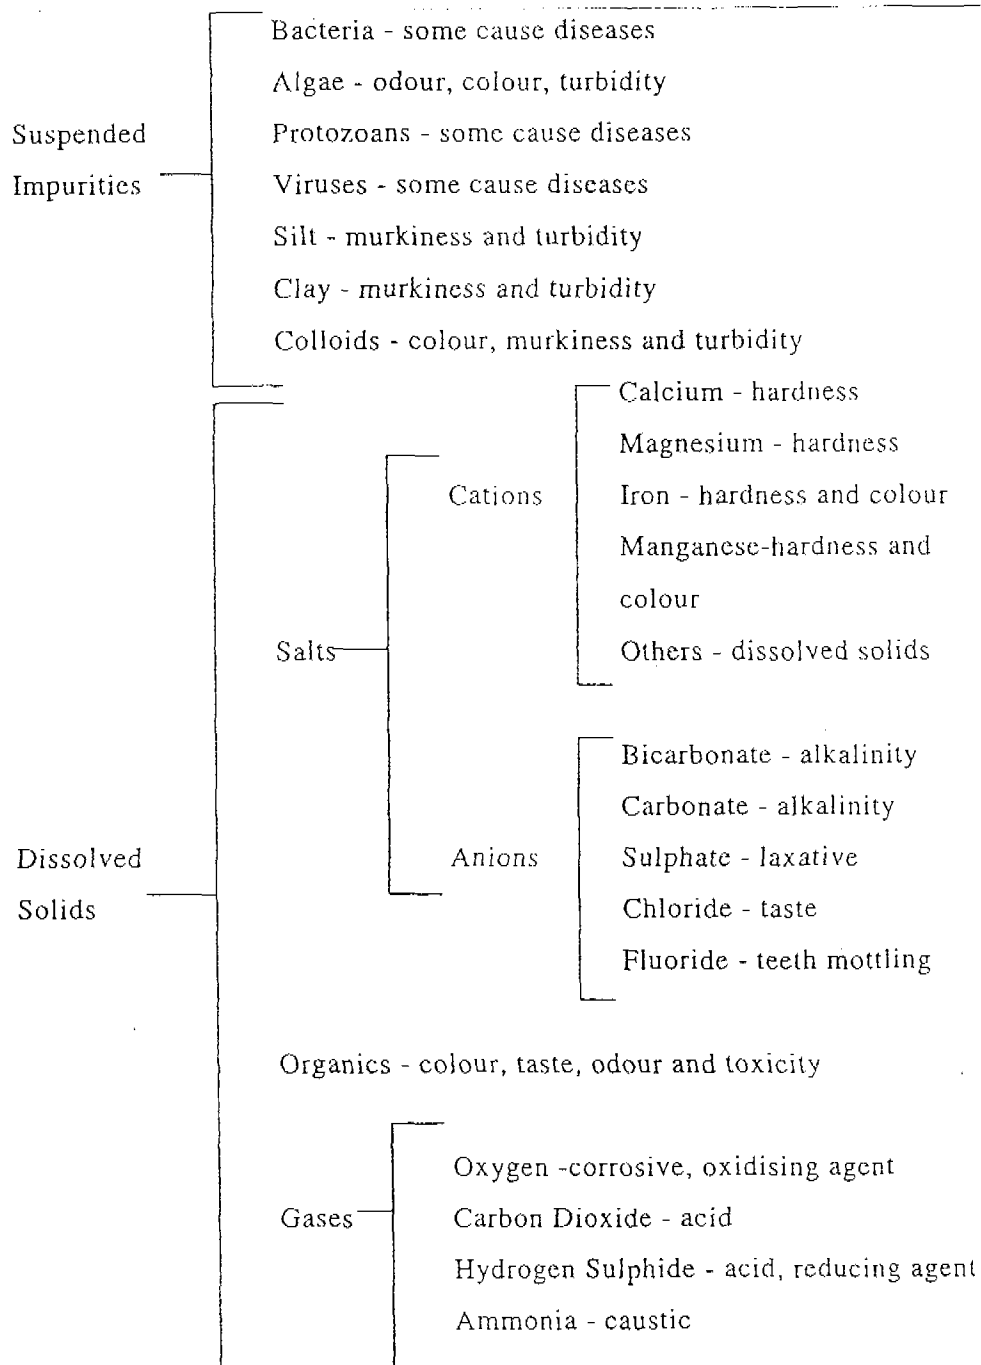 Bacteria - some cause diseases
Algae - odour, colour, turbidity
Suspended
Impurities
Protozoans - some cause diseases
Viruses - some cause diseases
Silt - murkiness and turbidity
Clay - murkiness and turbidity
Colloids - colour, murkiness and turbidity
Dissolved
Solids
Salts
Cations
Calcium - hardness
Magnesium - hardness
Iron - hardness and colour
Manganese-hardness and
colour
Others - dissolved solids
Anions
Bicarbonate - alkalinity
Carbonate - alkalinity
Sulphate - laxative
Chloride - taste
Fluoride - teeth mottling
Organics - colour, taste, odour and toxicity
Gases
Oxygen -corrosive, oxidising agent
Carbon Dioxide - acid
Hydrogen Sulphide - acid, reducing agent
Ammonia - caustic